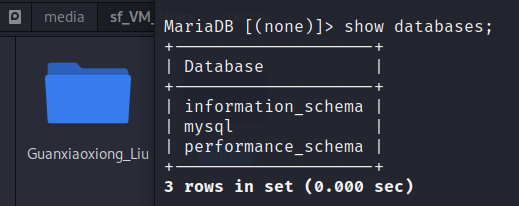 media
sf_VM_
Guanxiaoxiong_Liu
MariaDB [(none)]> show databases;
+--------------------+
| Database           |
+--------------------+
| information_schema |
| mysql              |
| performance_schema |
+--------------------+
3 rows in set (0.000 sec)